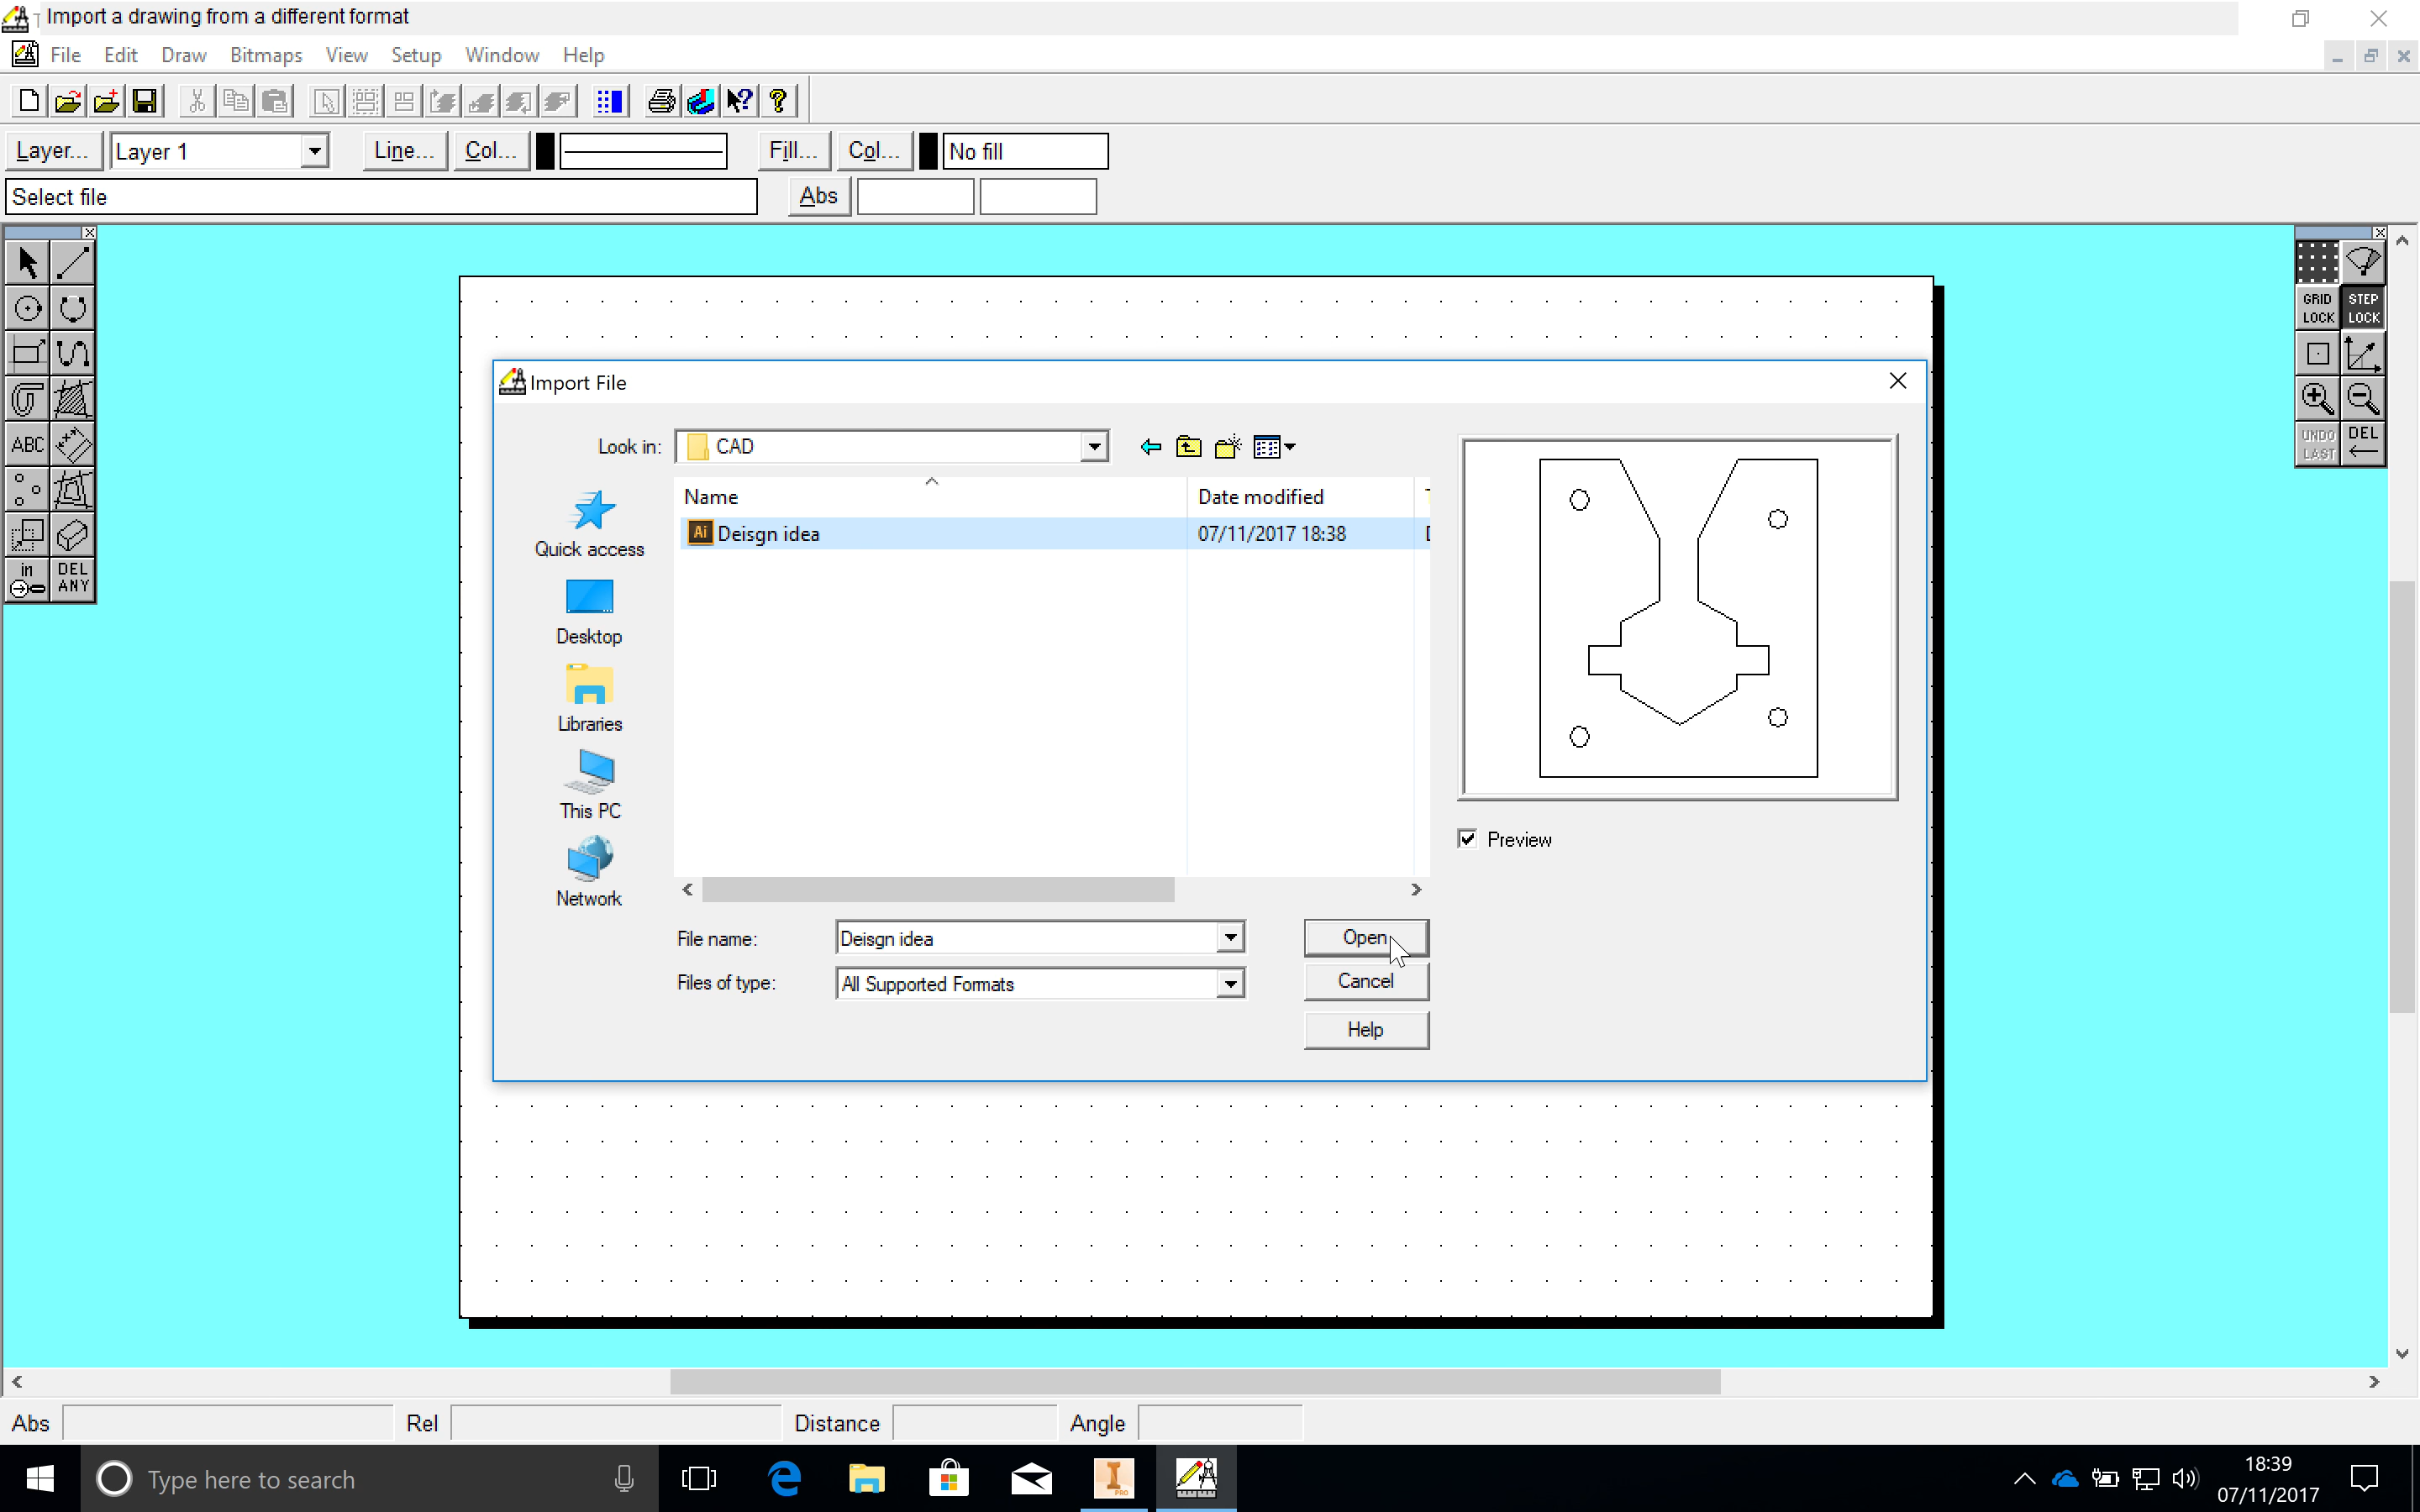 Import a drawing from a different format
File Edit Draw Bitmaps View Setup Window Help
Layer... Layer 1 Line... Col... Fill... Col... No fill
Select file Abs
GRID LOCK STEP LOCK
ABC
UNDO LAST DEL
in DEL ANY
Import File
Look in: CAD
Name Date modified
Ai Deisgn idea 07/11/2017 18:38
Quick access
Desktop
Libraries
This PC
Network
Preview
File name: Deisgn idea Open
Files of type: All Supported Formats Cancel
Help
Abs Rel Distance Angle
Type here to search
I PRO
18:39
07/11/2017